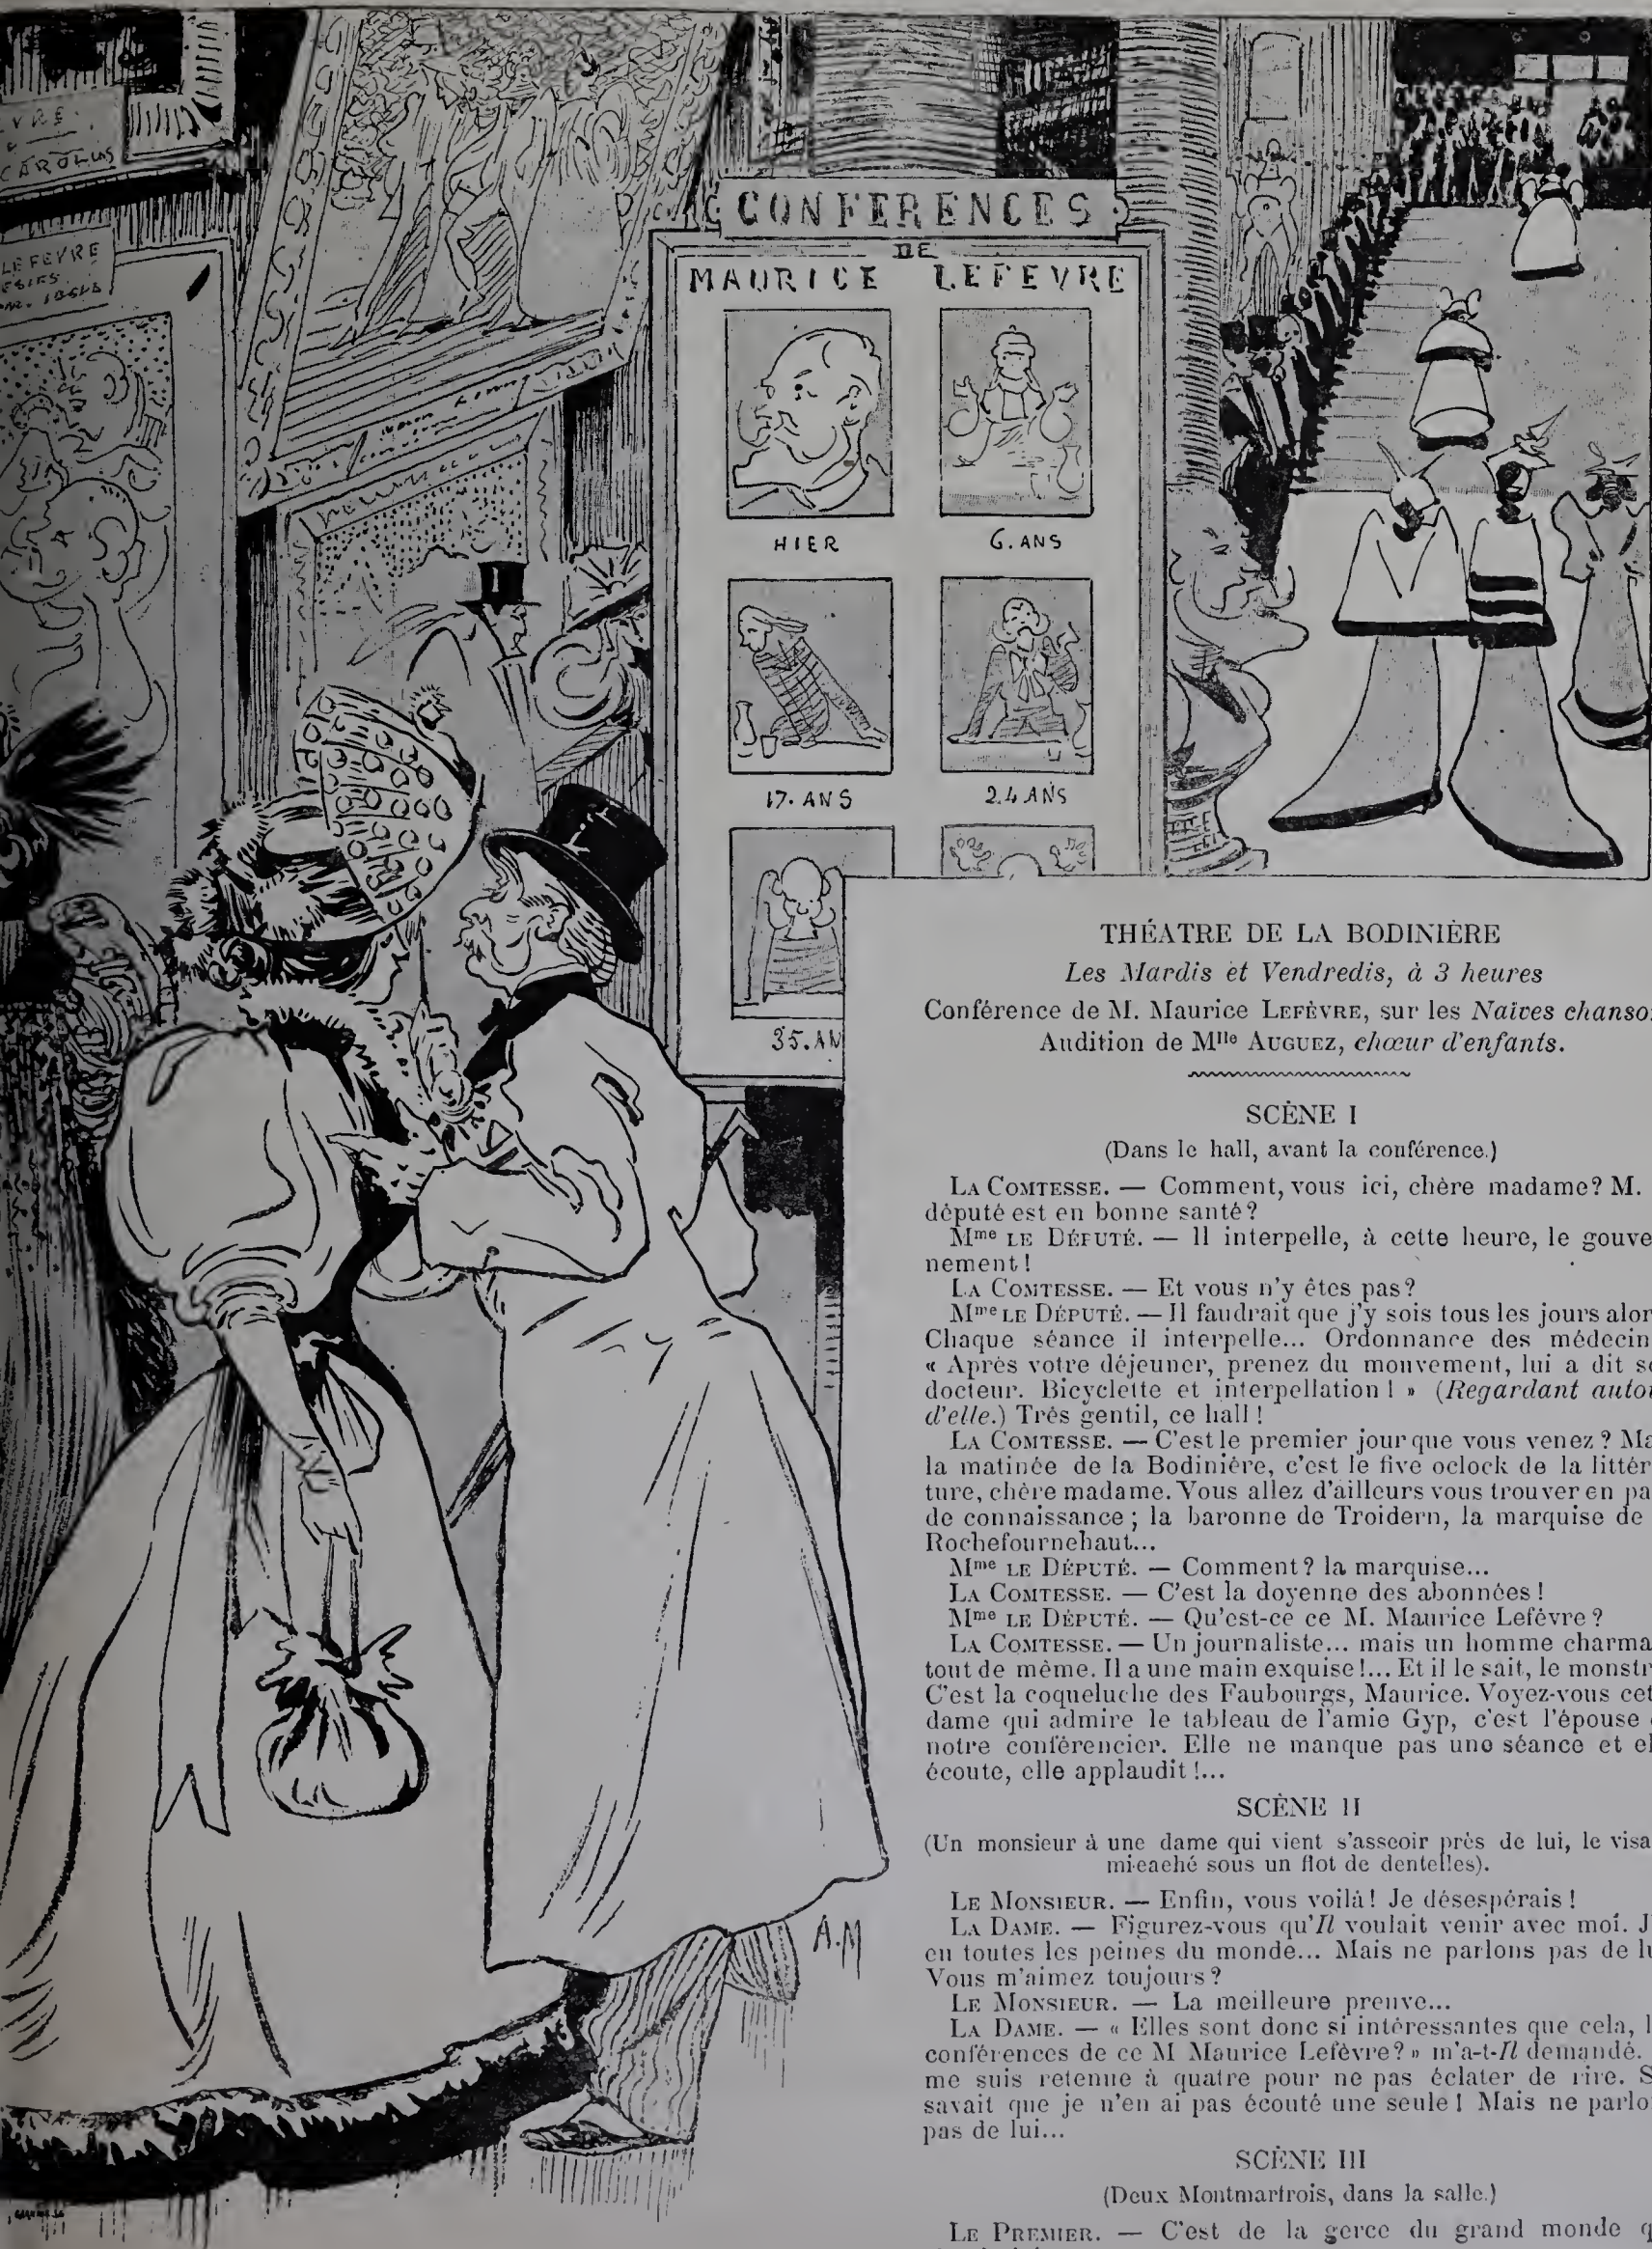 VRE
CAROLUS
LEFEVRE
CONFERENCES
DE
MAURICE LEFEVRE
HIER
6. ANS
17. ANS
24 ANS
35. AN
A.M
THÉATRE DE LA BODINIÈRE
Les Mardis et Vendredis, à 3 heures
Conférence de M. Maurice LEFÈVRE, sur les Naïves chanso
Audition de Mlle AUGUEZ, chœur d'enfants.
SCÈNE I
(Dans le hall, avant la conférence.)
LA COMTESSE. — Comment, vous ici, chère madame? M.
député est en bonne santé?
Mme LE DÉPUTÉ. — Il interpelle, à cette heure, le gouve
nement!
LA COMTESSE. — Et vous n'y êtes pas?
Mme LE DÉPUTÉ. — Il faudrait que j'y sois tous les jours alor
Chaque séance il interpelle... Ordonnance des médecin
« Après votre déjeuner, prenez du mouvement, lui a dit so
docteur. Bicyclette et interpellation! » (Regardant autou
d'elle.) Très gentil, ce hall!
LA COMTESSE. — C'est le premier jour que vous venez? Ma
la matinée de la Bodinière, c'est le five oclock de la littér
ture, chère madame. Vous allez d'ailleurs vous trouver en pa
de connaissance; la baronne de Troidern, la marquise de
Rochefournehaut...
Mme LE DÉPUTÉ. — Comment? la marquise...
LA COMTESSE. — C'est la doyenne des abonnées!
Mme LE DÉPUTÉ. — Qu'est-ce ce M. Maurice Lefèvre?
LA COMTESSE. — Un journaliste... mais un homme charma
tout de même. Il a une main exquise!... Et il le sait, le monstr
C'est la coqueluche des Faubourgs, Maurice. Voyez-vous cet
dame qui admire le tableau de l'amie Gyp, c'est l'épouse
notre conférencier. Elle ne manque pas une séance et el
écoute, elle applaudit!...
SCÈNE II
(Un monsieur à une dame qui vient s'asseoir près de lui, le visa
mi-caché sous un flot de dentelles).
LE MONSIEUR. — Enfin, vous voilà! Je désespérais!
LA DAME. — Figurez-vous qu'Il voulait venir avec moi. J'
eu toutes les peines du monde... Mais ne parlons pas de lu
Vous m'aimez toujours?
LE MONSIEUR. — La meilleure preuve...
LA DAME. — « Elles sont donc si intéressantes que cela, l
conférences de ce M Maurice Lefèvre? » m'a-t-Il demandé.
me suis retenue à quatre pour ne pas éclater de rire. S
savait que je n'en ai pas écouté une seule! Mais ne parlo
pas de lui...
SCÈNE III
(Deux Montmartrois, dans la salle.)
LE PREMIER. — C'est de la gerce du grand monde q